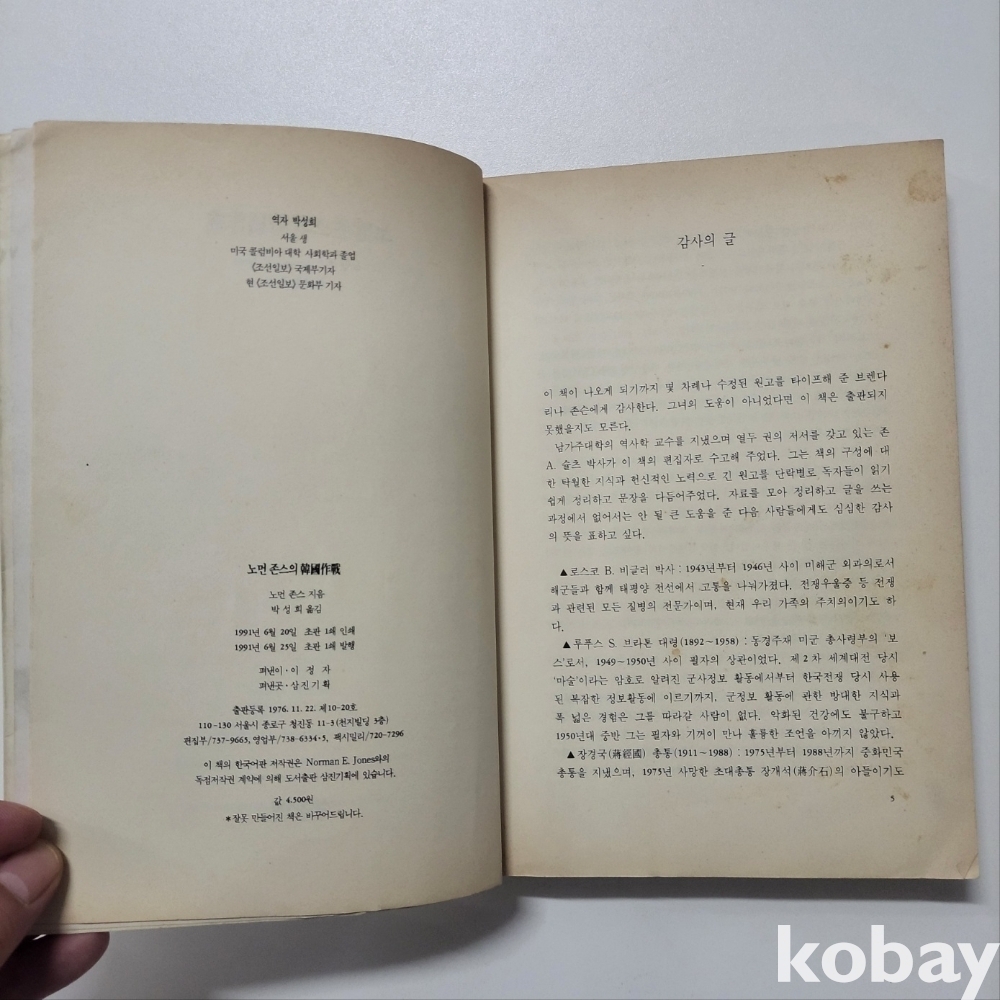 역자 박성희
서울 생
미국 콜럼비아 대학 사회학과 졸업
《조선일보》 국제부기자
현 《조선일보》 문화부 기자
노먼 존스의 韓國作戰
노먼 존스 지음
박성희 옮김
1991년 6월 20일 초판 1쇄 인쇄
1991년 6월 25일 초판 1쇄 발행
펴낸이·이 정 자
펴낸곳·삼진기획
출판등록 1976. 11. 22. 제10-20호
110-130 서울시 종로구 청진동 11-3(천지빌딩 3층)
편집부/737-9665, 영업부/738-6334·5, 팩시밀리/720-7296
이 책의 한국어판 저작권은 Norman E. Jones와의
독점저작권 계약에 의해 도서출판 삼진기획에 있습니다.
값 4,500원
*잘못 만들어진 책은 바꾸어드립니다.
감사의 글
이 책이 나오게 되기까지 몇 차례나 수정된 원고를 타이프해 준 브렌다
리나 존슨에게 감사한다. 그녀의 도움이 아니었다면 이 책은 출판되지
못했을지도 모른다.
남가주대학의 역사학 교수를 지냈으며 열두 권의 저서를 갖고 있는 존
A. 슐츠 박사가 이 책의 편집자로 수고해 주었다. 그는 책의 구성에 대
한 탁월한 지식과 헌신적인 노력으로 긴 원고를 단락별로 독자들이 읽기
쉽게 정리하고 문장을 다듬어주었다. 자료를 모아 정리하고 글을 쓰는
과정에서 없어서는 안 될 큰 도움을 준 다음 사람들에게도 심심한 감사
의 뜻을 표하고 싶다.
▲로스코 B. 비글러 박사 : 1943년부터 1946년 사이 미해군 외과의로서
해군들과 함께 태평양 전선에서 고통을 나눠가졌다. 전쟁우울증 등 전쟁
과 관련된 모든 질병의 전문가이며, 현재 우리 가족의 주치의이기도 하
다.
▲루푸스 S. 브라톤 대령(1892~1958) : 동경주재 미군 총사령부의 '보
스'로서, 1949~1950년 사이 필자의 상관이었다. 제 2 차 세계대전 당시
'마술'이라는 암호로 알려진 군사정보 활동에서부터 한국전쟁 당시 사용
된 복잡한 정보활동에 이르기까지, 군정보 활동에 관한 방대한 지식과
폭 넓은 경험은 그를 따라갈 사람이 없다. 악화된 건강에도 불구하고
1950년대 중반 그는 필자와 기꺼이 만나 훌륭한 조언을 아끼지 않았다.
▲장경국(蔣經國) 총통(1911~1988) : 1975년부터 1988년까지 중화민국
총통을 지냈으며, 1975년 사망한 초대총통 장개석(蔣介石)의 아들이기도
5
kobay